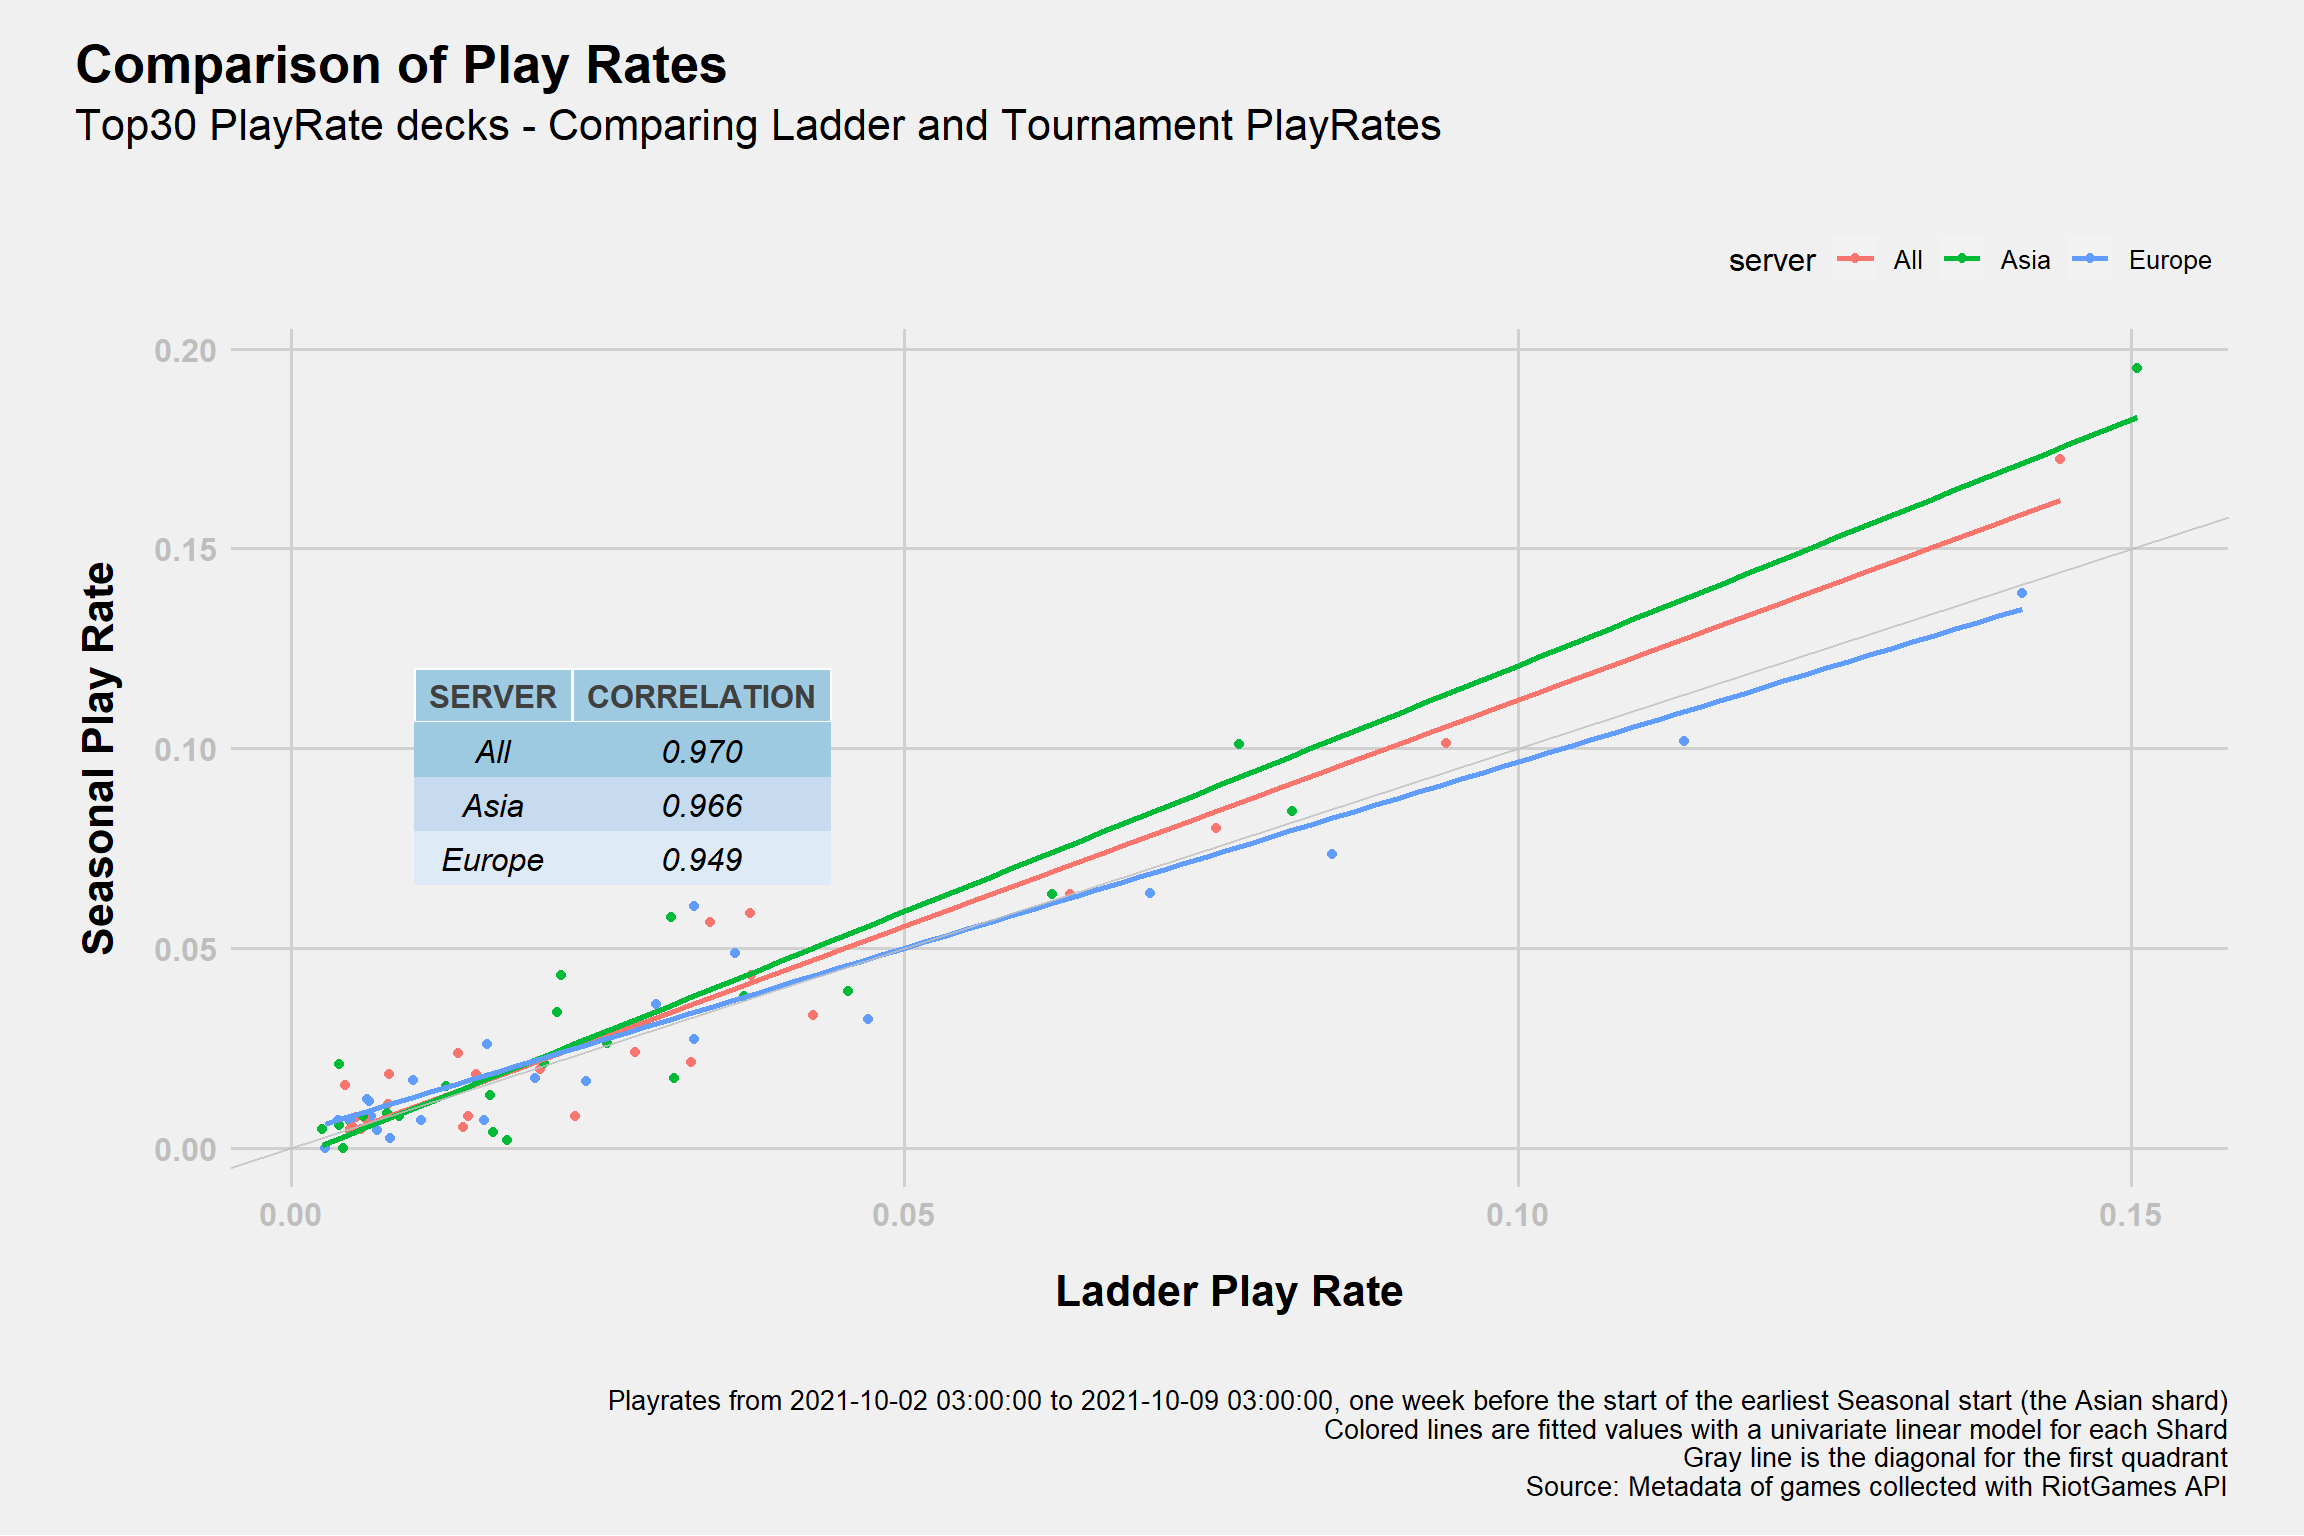 Comparison of Play Rates
Top30 PlayRate decks - Comparing Ladder and Tournament PlayRates
server All Asia Europe
0.20
0.15
0.10
0.05
0.00
Seasonal Play Rate
SERVER CORRELATION
All 0.970
Asia 0.966
Europe 0.949
0.00 0.05 0.10 0.15
Ladder Play Rate
Playrates from 2021-10-02 03:00:00 to 2021-10-09 03:00:00, one week before the start of the earliest Seasonal start (the Asian shard)
Colored lines are fitted values with a univariate linear model for each Shard
Gray line is the diagonal for the first quadrant
Source: Metadata of games collected with RiotGames API